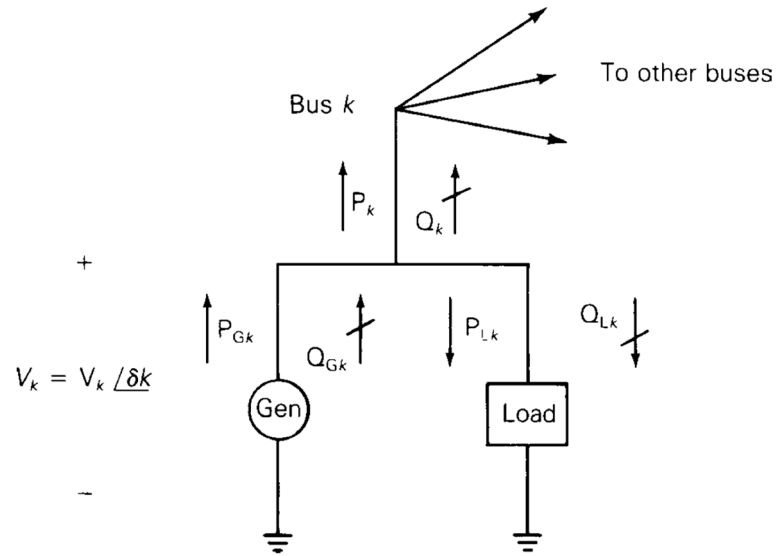 To other buses
Bus k
P_k
Q_k
+
P_Gk
Q_Gk
P_Lk
Q_Lk
V_k = V_k /δk
Gen
Load
−